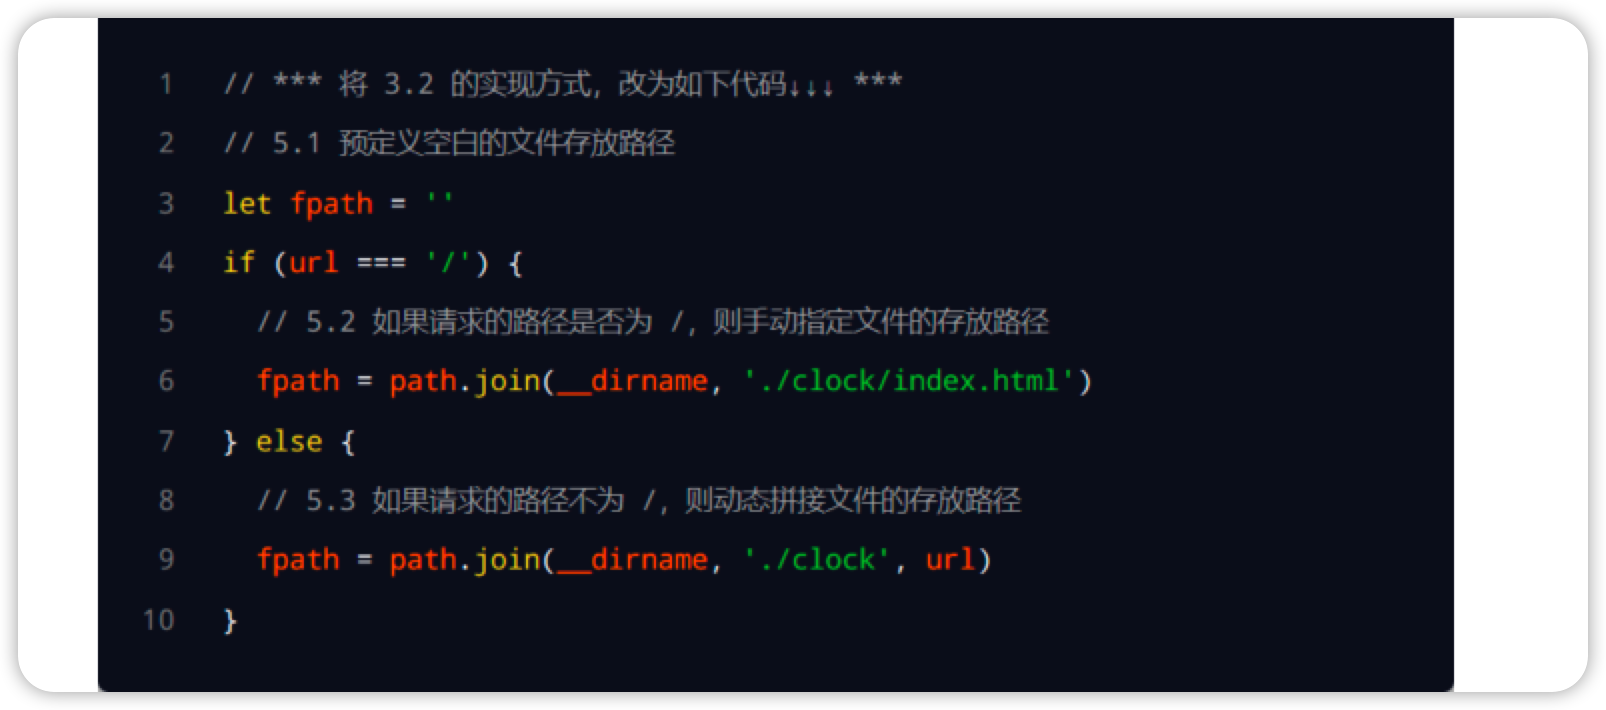 1 // *** 将 3.2 的实现方式，改为如下代码↓↓↓ ***
2 // 5.1 预定义空白的文件存放路径
3 let fpath = ''
4 if (url === '/') {
5   // 5.2 如果请求的路径是否为 /，则手动指定文件的存放路径
6   fpath = path.join(__dirname, './clock/index.html')
7 } else {
8   // 5.3 如果请求的路径不为 /，则动态拼接文件的存放路径
9   fpath = path.join(__dirname, './clock', url)
10 }